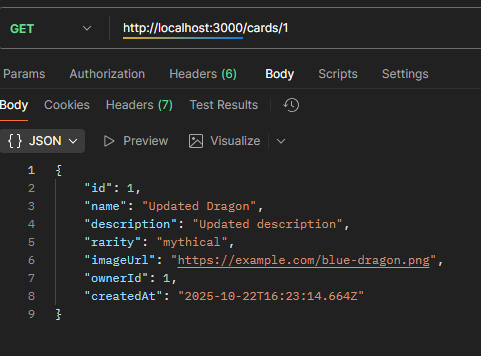 GET http://localhost:3000/cards/1
Params Authorization Headers (6) Body Scripts Settings
Body Cookies Headers (7) Test Results
{} JSON Preview Visualize
1 {
2 "id": 1,
3 "name": "Updated Dragon",
4 "description": "Updated description",
5 "rarity": "mythical",
6 "imageUrl": "https://example.com/blue-dragon.png",
7 "ownerId": 1,
8 "createdAt": "2025-10-22T16:23:14.664Z"
9 }